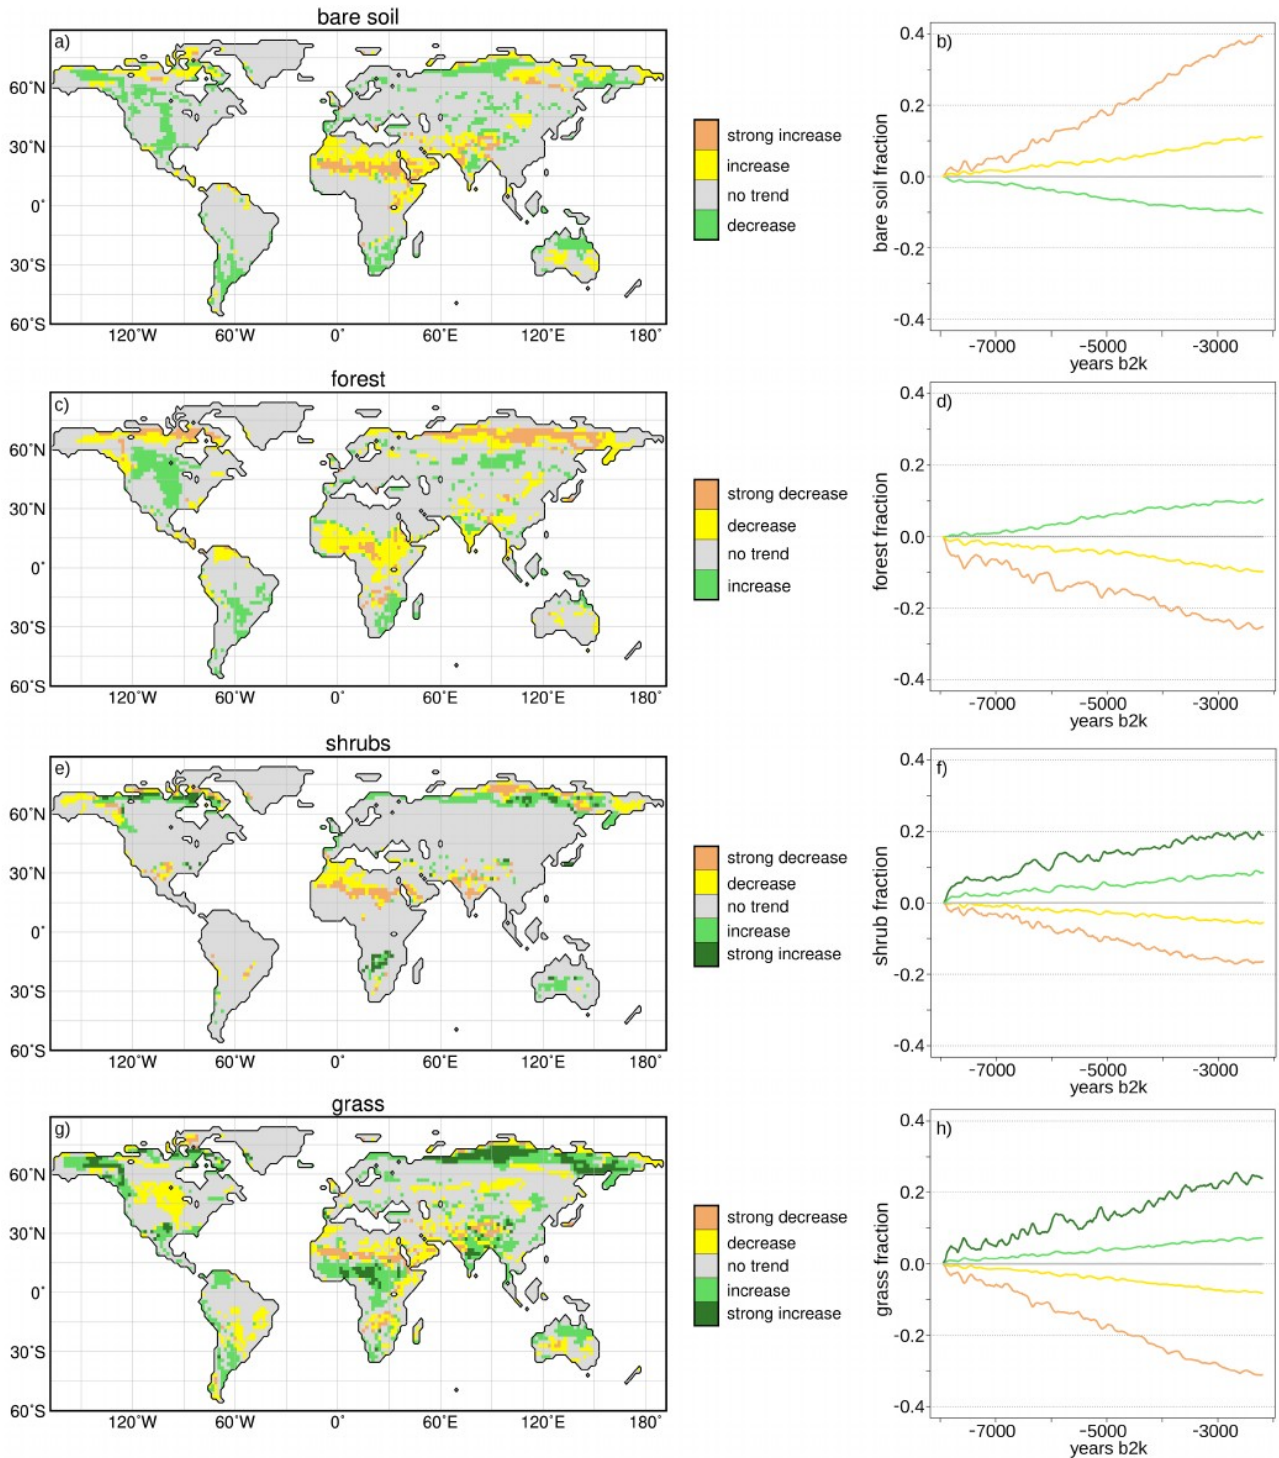 bare soil
a)
60˚N
30˚N
0˚
30˚S
60˚S
120˚W 60˚W 0˚ 60˚E 120˚E 180˚
strong increase
increase
no trend
decrease
b)
0.4
0.2
0.0
-0.2
-0.4
bare soil fraction
-7000 -5000 -3000
years b2k
forest
c)
60˚N
30˚N
0˚
30˚S
60˚S
120˚W 60˚W 0˚ 60˚E 120˚E 180˚
strong decrease
decrease
no trend
increase
d)
0.4
0.2
0.0
-0.2
-0.4
forest fraction
-7000 -5000 -3000
years b2k
shrubs
e)
60˚N
30˚N
0˚
30˚S
60˚S
120˚W 60˚W 0˚ 60˚E 120˚E 180˚
strong decrease
decrease
no trend
increase
strong increase
f)
0.4
0.2
0.0
-0.2
-0.4
shrub fraction
-7000 -5000 -3000
years b2k
grass
g)
60˚N
30˚N
0˚
30˚S
60˚S
120˚W 60˚W 0˚ 60˚E 120˚E 180˚
strong decrease
decrease
no trend
increase
strong increase
h)
0.4
0.2
0.0
-0.2
-0.4
grass fraction
-7000 -5000 -3000
years b2k